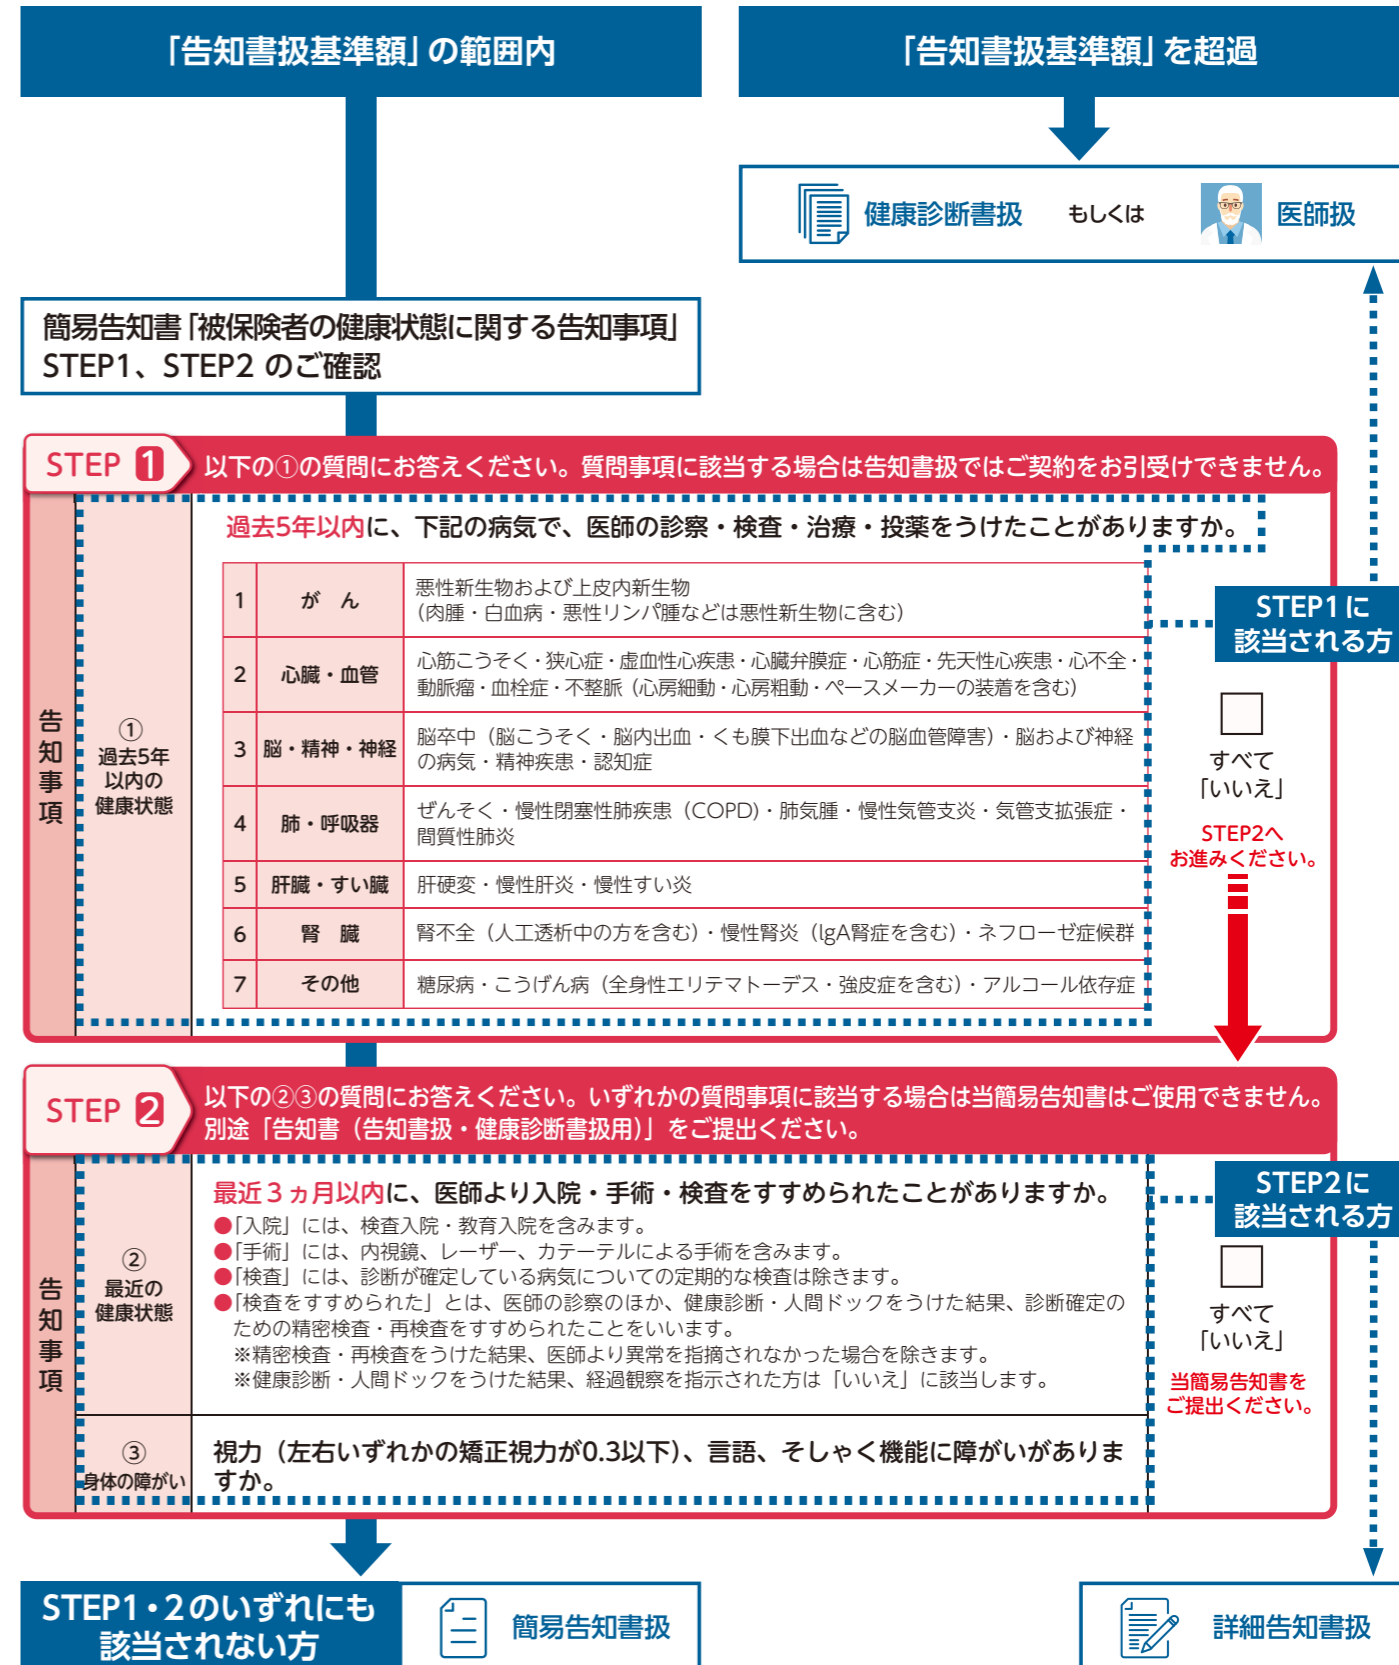 「告知書扱基準額」の範囲内
「告知書扱基準額」を超過
健康診断書扱 もしくは 医師扱
簡易告知書「被保険者の健康状態に関する告知事項」
STEP1、STEP2 のご確認
STEP 1 以下の①の質問にお答えください。質問事項に該当する場合は告知書扱ではご契約をお引受けできません。
告知事項
①
過去5年
以内の
健康状態
過去5年以内に、下記の病気で、医師の診察・検査・治療・投薬をうけたことがありますか。
1 がん 悪性新生物および上皮内新生物
（肉腫・白血病・悪性リンパ腫などは悪性新生物に含む）
2 心臓・血管 心筋こうそく・狭心症・虚血性心疾患・心臓弁膜症・心筋症・先天性心疾患・心不全・
動脈瘤・血栓症・不整脈（心房細動・心房粗動・ペースメーカーの装着を含む）
3 脳・精神・神経 脳卒中（脳こうそく・脳内出血・くも膜下出血などの脳血管障害）・脳および神経
の病気・精神疾患・認知症
4 肺・呼吸器 ぜんそく・慢性閉塞性肺疾患（COPD）・肺気腫・慢性気管支炎・気管支拡張症・
間質性肺炎
5 肝臓・すい臓 肝硬変・慢性肝炎・慢性すい炎
6 腎臓 腎不全（人工透析中の方を含む）・慢性腎炎（IgA腎症を含む）・ネフローゼ症候群
7 その他 糖尿病・こうげん病（全身性エリテマトーデス・強皮症を含む）・アルコール依存症
STEP1に
該当される方
すべて
「いいえ」
STEP2へ
お進みください。
STEP 2 以下の②③の質問にお答えください。いずれかの質問事項に該当する場合は当簡易告知書はご使用できません。
別途「告知書（告知書扱・健康診断書扱用）」をご提出ください。
告知事項
②
最近の
健康状態
最近3ヵ月以内に、医師より入院・手術・検査をすすめられたことがありますか。
●「入院」には、検査入院・教育入院を含みます。
●「手術」には、内視鏡、レーザー、カテーテルによる手術を含みます。
●「検査」には、診断が確定している病気についての定期的な検査は除きます。
●「検査をすすめられた」とは、医師の診察のほか、健康診断・人間ドックをうけた結果、診断確定の
ための精密検査・再検査をすすめられたことをいいます。
※精密検査・再検査をうけた結果、医師より異常を指摘されなかった場合を除きます。
※健康診断・人間ドックをうけた結果、経過観察を指示された方は「いいえ」に該当します。
③
身体の障がい
視力（左右いずれかの矯正視力が0.3以下）、言語、そしゃく機能に障がいがありま
すか。
STEP2に
該当される方
すべて
「いいえ」
当簡易告知書を
ご提出ください。
STEP1・2のいずれにも
該当されない方
簡易告知書扱
詳細告知書扱